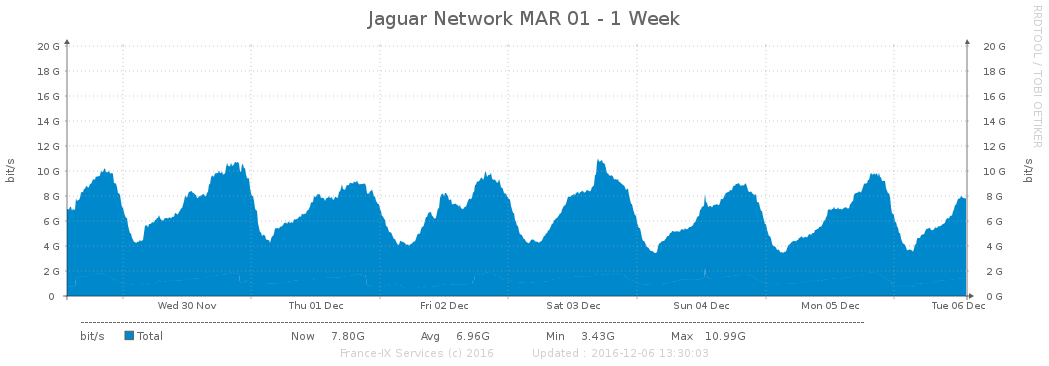 Jaguar Network MAR 01 - 1 Week
RRDTOOL / TOBI OETIKER
20 G 20 G
18 G 18 G
16 G 16 G
14 G 14 G
12 G 12 G
10 G 10 G
8 G 8 G
6 G 6 G
4 G 4 G
2 G 2 G
0 0 G
bit/s
bit/s
Wed 30 Nov Thu 01 Dec Fri 02 Dec Sat 03 Dec Sun 04 Dec Mon 05 Dec Tue 06 Dec
bit/s Total Now 7.80G Avg 6.96G Min 3.43G Max 10.99G
France-IX Services (c) 2016 Updated : 2016-12-06 13:30:03